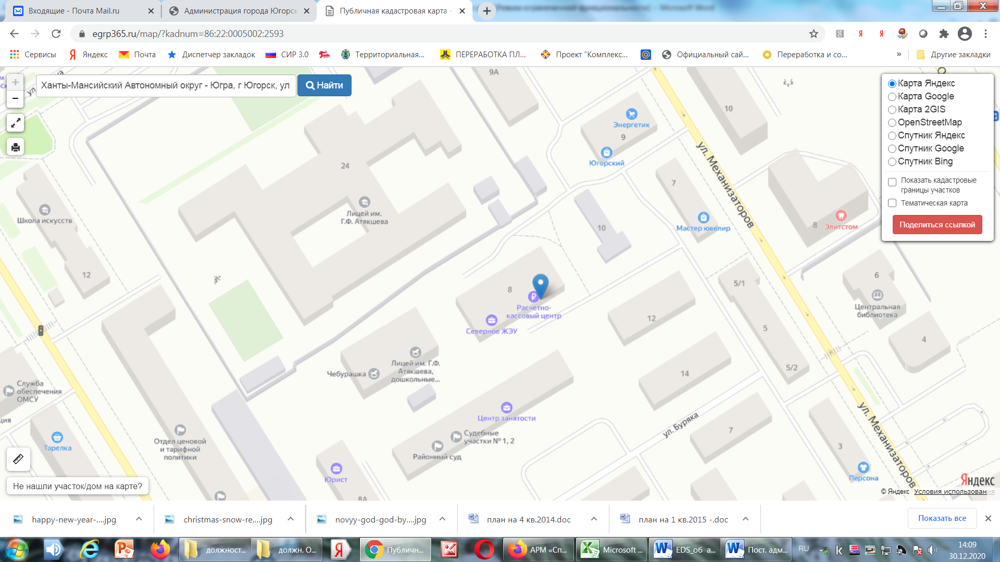 Входящие - Почта Mail.ru
Администрация города Югорск
Публичная кадастровая карта -
egrp365.ru/map/?kadnum=86:22:0005002:2593
Сервисы
Яндекс
Почта
Диспетчер закладок
СИР 3.0
Территориальная...
ПЕРЕРАБОТКА ПЛ...
Проект "Комплекс...
Официальный сай...
Переработка и со...
»
Другие закладки
Ханты-Мансийский Автономный округ - Югра, г Югорск, ул
Найти
Карта Яндекс
Карта Google
Карта 2GIS
OpenStreetMap
Спутник Яндекс
Спутник Google
Спутник Bing
Показать кадастровые
границы участков
Тематическая карта
Поделиться ссылкой
9А
10
Энергетик
9
Югорский
ул. Механизаторов
24
7
Школа искусств
Лицей им.
Г.Ф. Атякшева
Мастер ювелир
10
8
Элитстом
12
8
5/1
6
Расчетно-
кассовый центр
Центральная
библиотека
12
Северное ЖЭУ
5
4
Чебурашка
Лицей им. Г.Ф.
Атякшева,
дошкольные...
14
5/2
Служба
обеспечения
ОМСУ
Центр занятости
ул. Буряка
ул. Механизаторов
Тарелка
Отдел ценовой
и тарифной
политики
Судебные
участки № 1, 2
7
3
Районный суд
Юрист
Персона
8А
Не нашли участок/дом на карте?
Яндекс
© Яндекс Условия использования
happy-new-year-....jpg
christmas-snow-re....jpg
novyy-god-god-by....jpg
план на 4 кв.2014.doc
план на 1 кв.2015 -.doc
Показать все
должност...
должн. О...
Публичн...
АРМ «Сп...
Microsoft ...
EDS_об а...
Пост. адм...
RU
14:09
30.12.2020